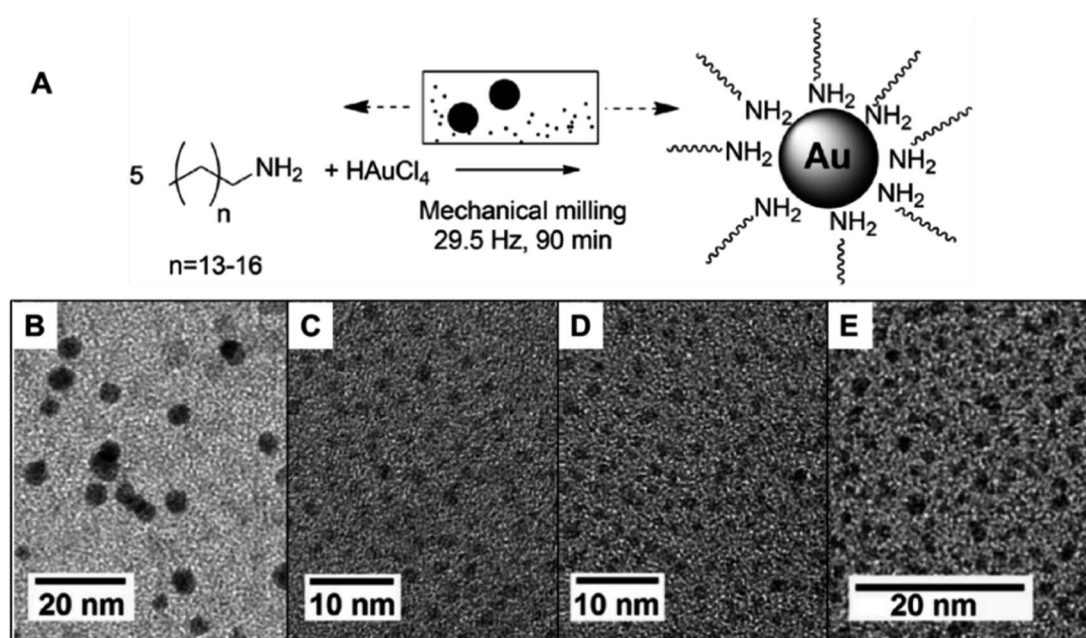 A
5
NH₂
n
+ HAuCl₄
Mechanical milling
29.5 Hz, 90 min
n=13-16
NH₂
NH₂
NH₂
NH₂
NH₂
NH₂
NH₂
NH₂
Au
B
C
D
E
20 nm
10 nm
10 nm
20 nm